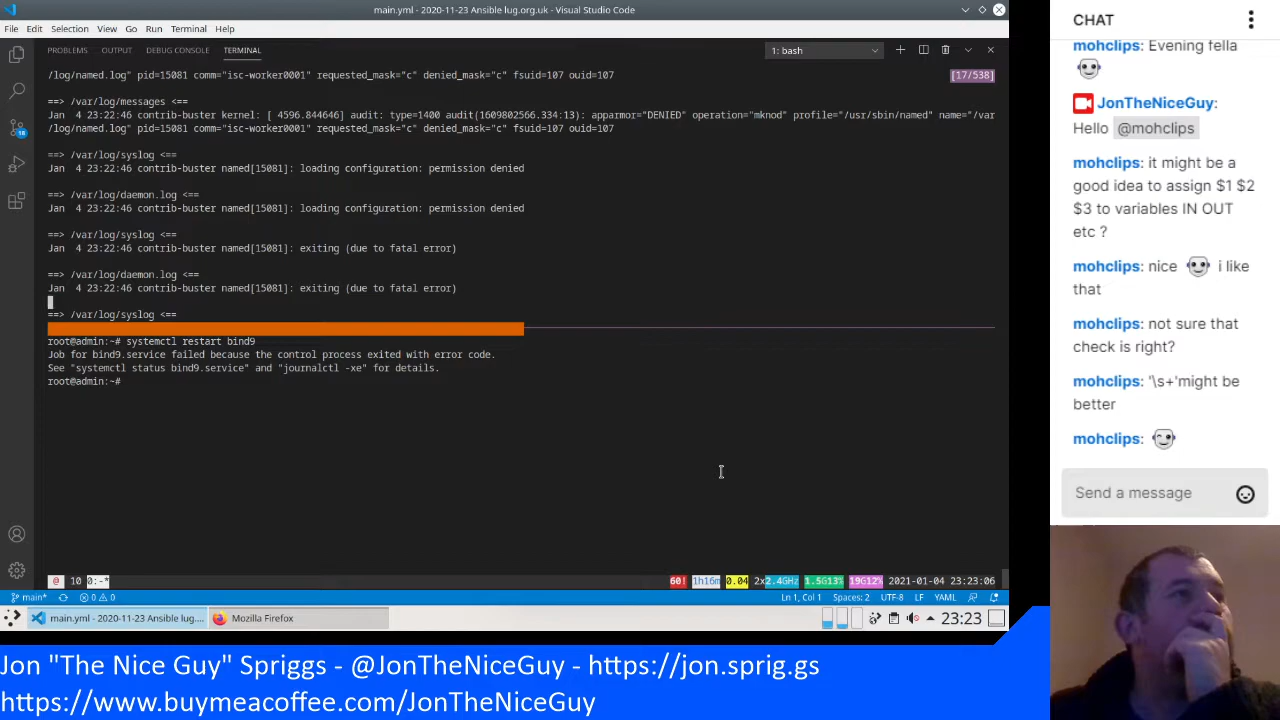 main.yml - 2020-11-23 Ansible lug.org.uk - Visual Studio Code
File Edit Selection View Go Run Terminal Help
PROBLEMS OUTPUT DEBUG CONSOLE TERMINAL 1: bash
/log/named.log" pid=15081 comm="isc-worker0001" requested_mask="c" denied_mask="c" fsuid=107 ouid=107 [17/538]
==> /var/log/messages <==
Jan  4 23:22:46 contrib-buster kernel: [ 4596.844646] audit: type=1400 audit(1609802566.334:13): apparmor="DENIED" operation="mknod" profile="/usr/sbin/named" name="/var
/log/named.log" pid=15081 comm="isc-worker0001" requested_mask="c" denied_mask="c" fsuid=107 ouid=107
==> /var/log/syslog <==
Jan  4 23:22:46 contrib-buster named[15081]: loading configuration: permission denied
==> /var/log/daemon.log <==
Jan  4 23:22:46 contrib-buster named[15081]: loading configuration: permission denied
==> /var/log/syslog <==
Jan  4 23:22:46 contrib-buster named[15081]: exiting (due to fatal error)
==> /var/log/daemon.log <==
Jan  4 23:22:46 contrib-buster named[15081]: exiting (due to fatal error)
==> /var/log/syslog <==
root@admin:~# systemctl restart bind9
Job for bind9.service failed because the control process exited with error code.
See "systemctl status bind9.service" and "journalctl -xe" for details.
root@admin:~#
@ 10 0:-* 60! 1h16m 0.04 2x2.4GHz 1.5G13% 19G12% 2021-01-04 23:23:06
main* 0 0 Ln 1, Col 1 Spaces: 2 UTF-8 LF YAML
main.yml - 2020-11-23 Ansible lug.... Mozilla Firefox 23:23
CHAT
mohclips: Evening fella
JonTheNiceGuy:
Hello @mohclips
mohclips: it might be a
good idea to assign $1 $2
$3 to variables IN OUT
etc ?
mohclips: nice i like
that
mohclips: not sure that
check is right?
mohclips: '\s+'might be
better
mohclips:
Send a message
Jon "The Nice Guy" Spriggs - @JonTheNiceGuy - https://jon.sprig.gs
https://www.buymeacoffee.com/JonTheNiceGuy